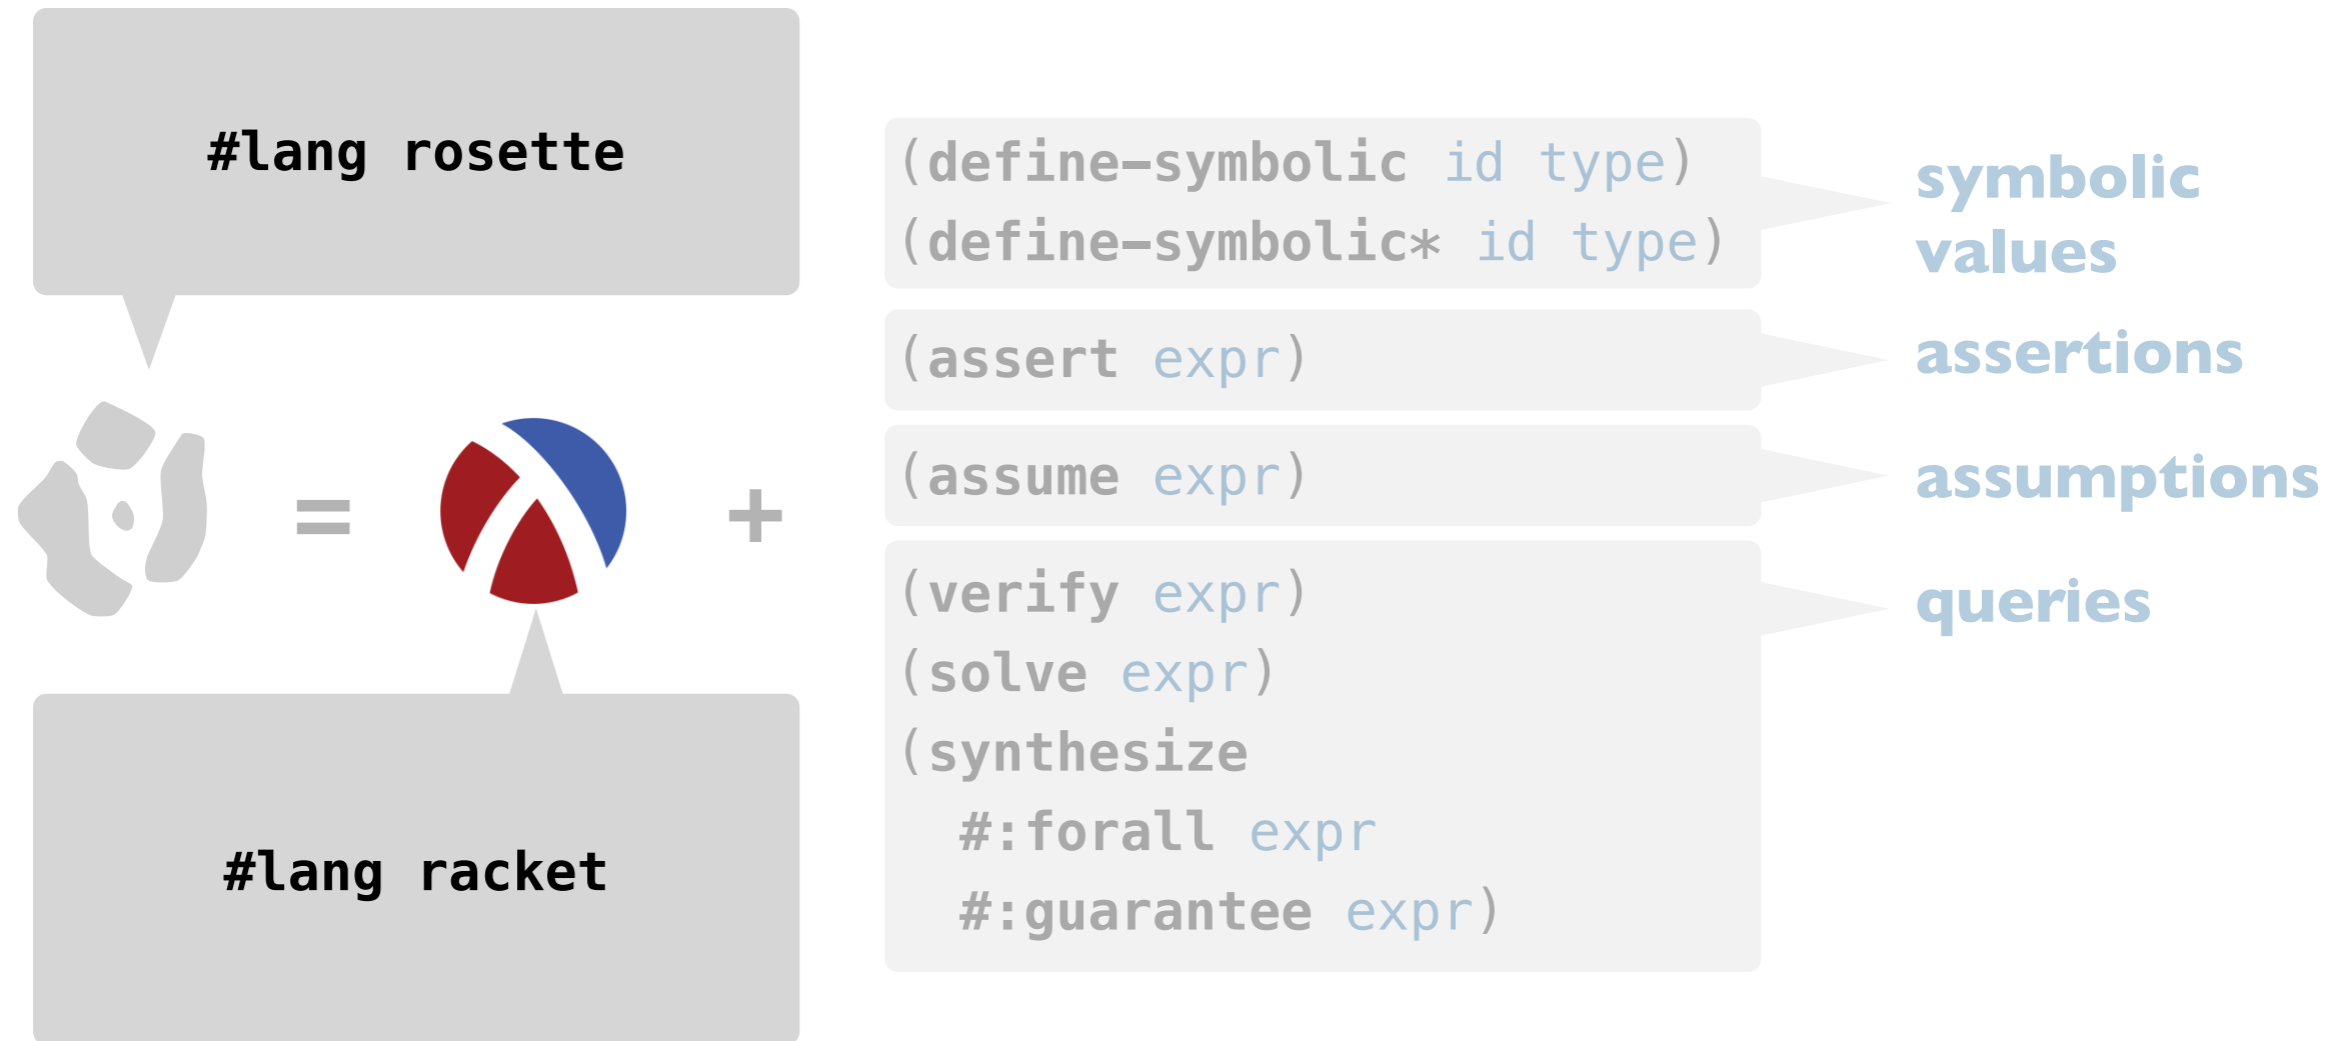 #lang rosette
=
+
#lang racket
(define-symbolic id type)
(define-symbolic* id type)
symbolic
values
(assert expr)
assertions
(assume expr)
assumptions
(verify expr)
queries
(solve expr)
(synthesize
#:forall expr
#:guarantee expr)